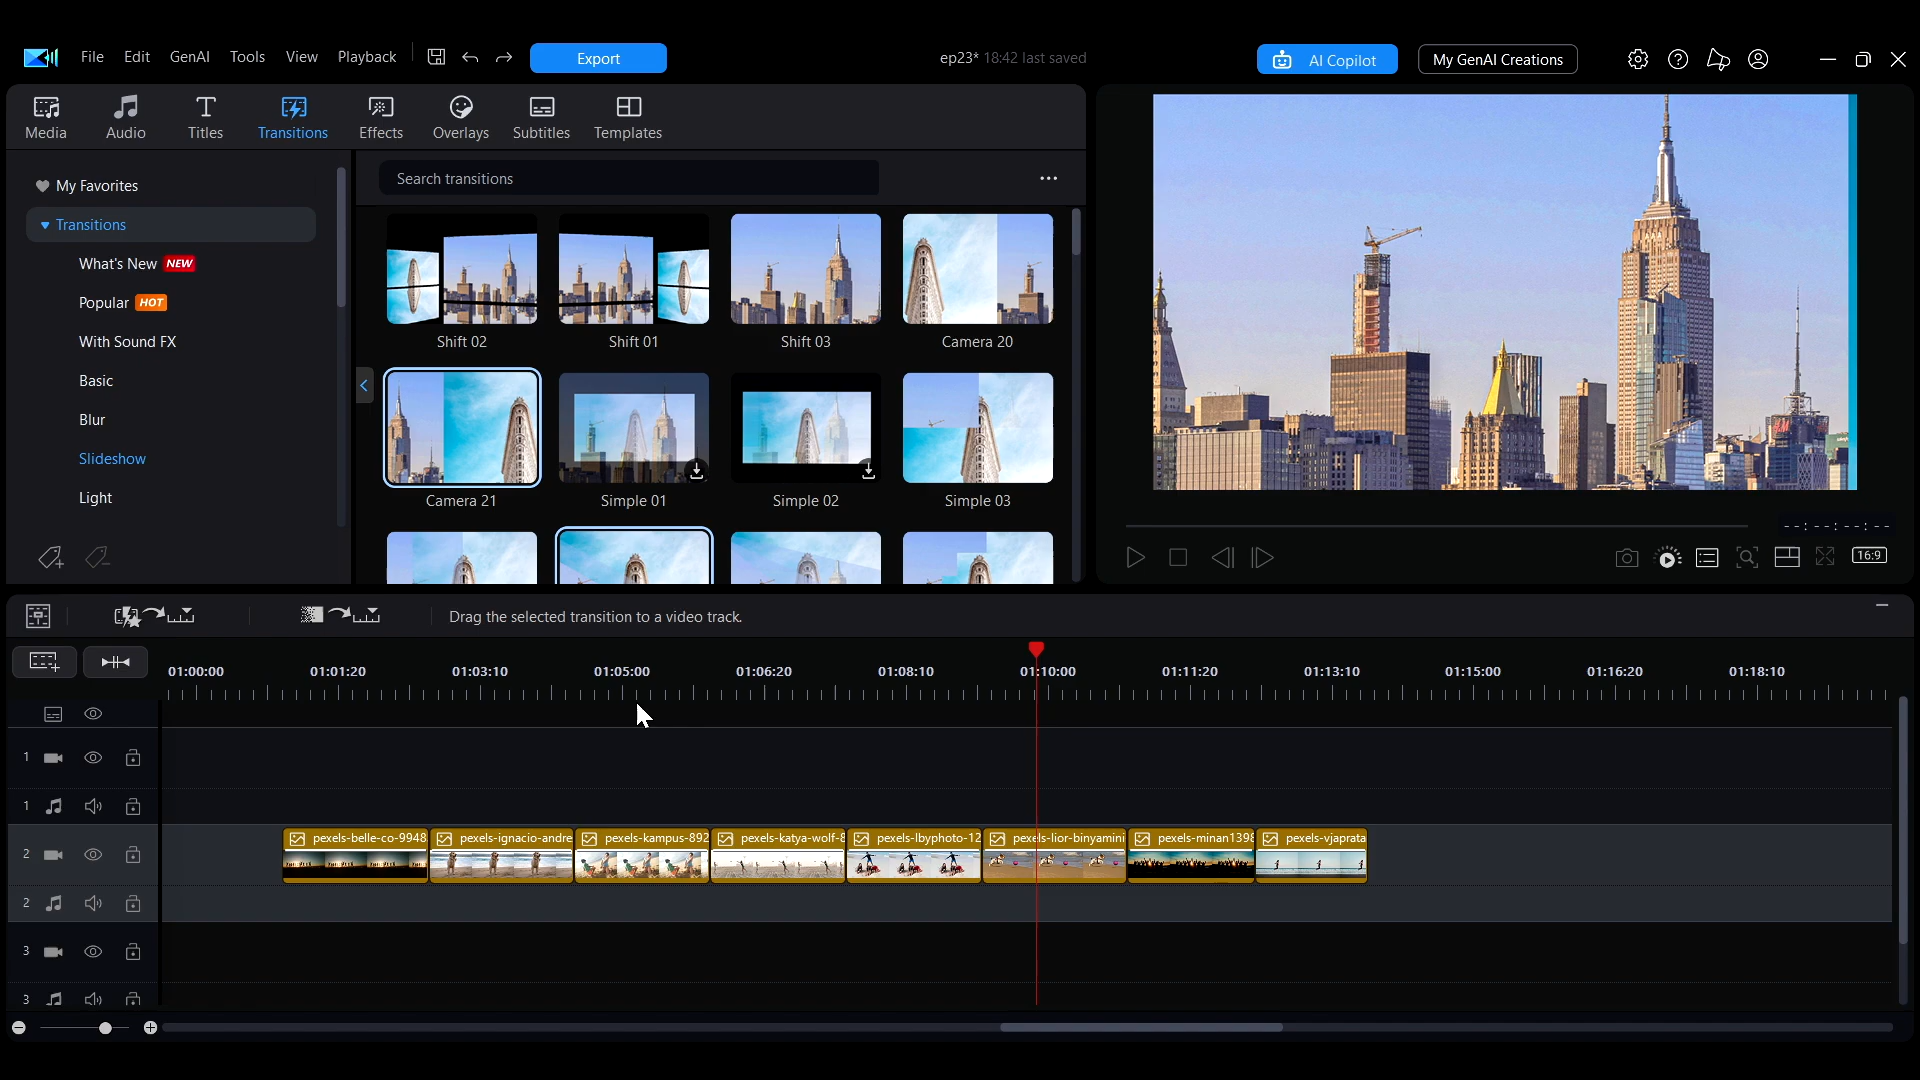 File Edit GenAI Tools View Playback Export ep23* 18:42 last saved AI Copilot My GenAI Creations
Media Audio Titles Transitions Effects Overlays Subtitles Templates
My Favorites
Transitions
What's New NEW
Popular HOT
With Sound FX
Basic
Blur
Slideshow
Light
Search transitions
Shift 02 Shift 01 Shift 03 Camera 20
Camera 21 Simple 01 Simple 02 Simple 03
--:--:--:--
16:9
Drag the selected transition to a video track.
01:00:00 01:01:20 01:03:10 01:05:00 01:06:20 01:08:10 01:10:00 01:11:20 01:13:10 01:15:00 01:16:20 01:18:10
1
1
2 pexels-belle-co-9948 pexels-ignacio-andre pexels-kampus-892 pexels-katya-wolf-8 pexels-lbyphoto-12 pexels-lior-binyamini pexels-minan1398 pexels-vjaprata
2
3
3